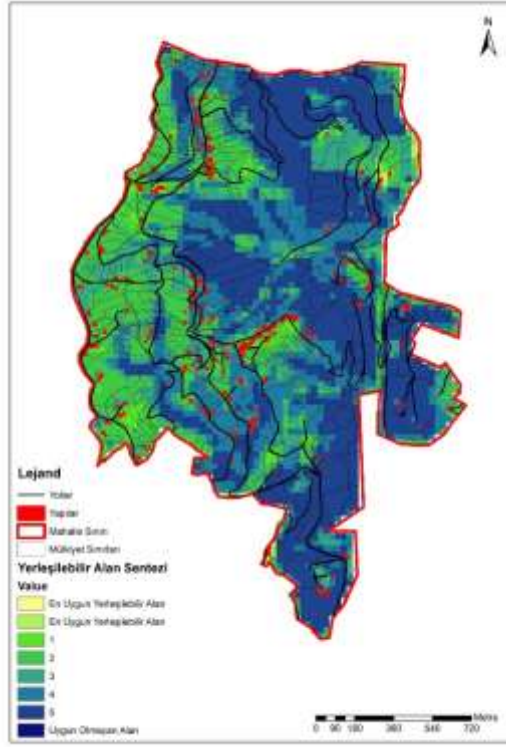 N
Lejand
Yollar
Yapılar
Mahalle Sınırı
Mülkiyet Sınırları
Yerleşilebilir Alan Sentezi
Value
En Uygun Yerleşilebilir Alan
En Uygun Yerleşilebilir Alan
1
2
3
4
5
Uygun Olmayan Alan
Metre
0 90 180 360 540 720